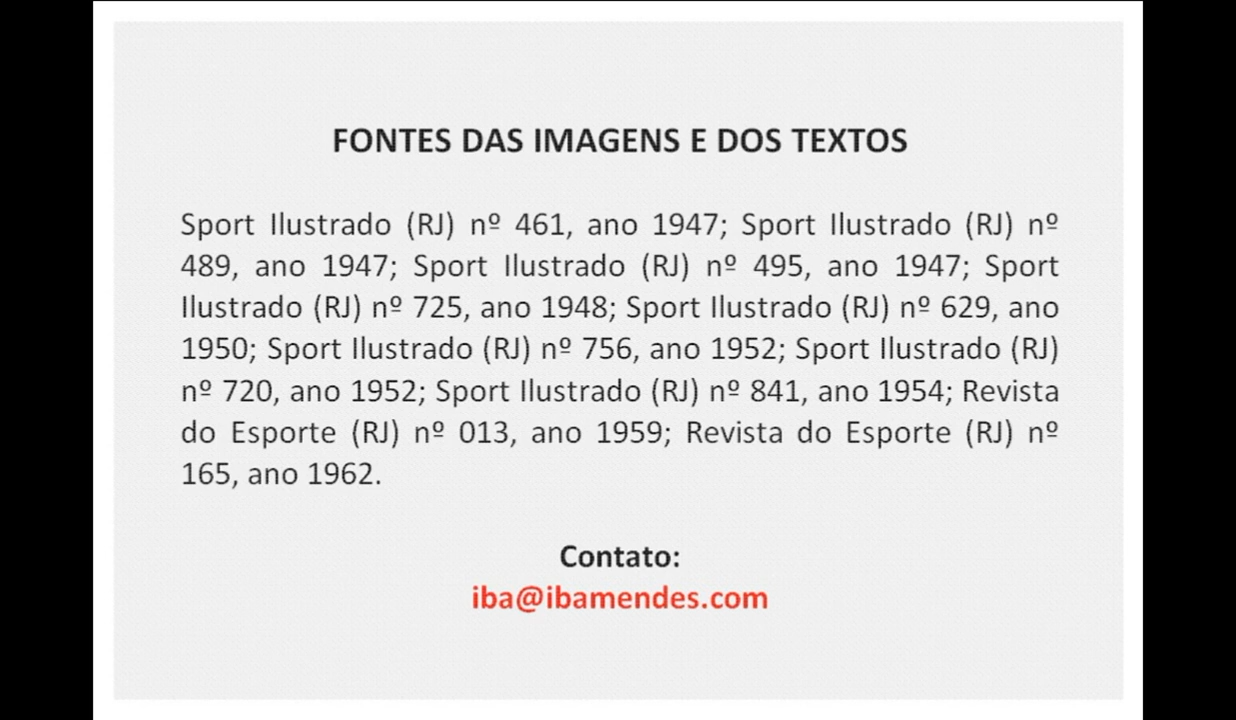 FONTES DAS IMAGENS E DOS TEXTOS
Sport Ilustrado (RJ) nº 461, ano 1947; Sport Ilustrado (RJ) nº
489, ano 1947; Sport Ilustrado (RJ) nº 495, ano 1947; Sport
Ilustrado (RJ) nº 725, ano 1948; Sport Ilustrado (RJ) nº 629, ano
1950; Sport Ilustrado (RJ) nº 756, ano 1952; Sport Ilustrado (RJ)
nº 720, ano 1952; Sport Ilustrado (RJ) nº 841, ano 1954; Revista
do Esporte (RJ) nº 013, ano 1959; Revista do Esporte (RJ) nº
165, ano 1962.
Contato:
iba@ibamendes.com